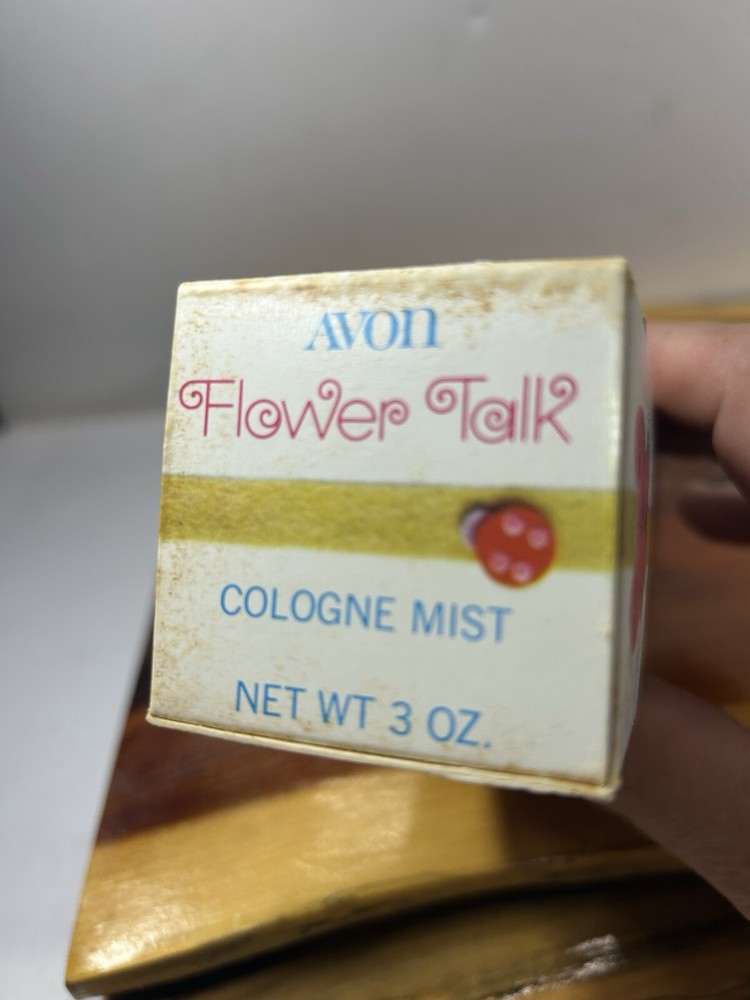 AVON
Flower Talk
COLOGNE MIST
NET WT 3 OZ.